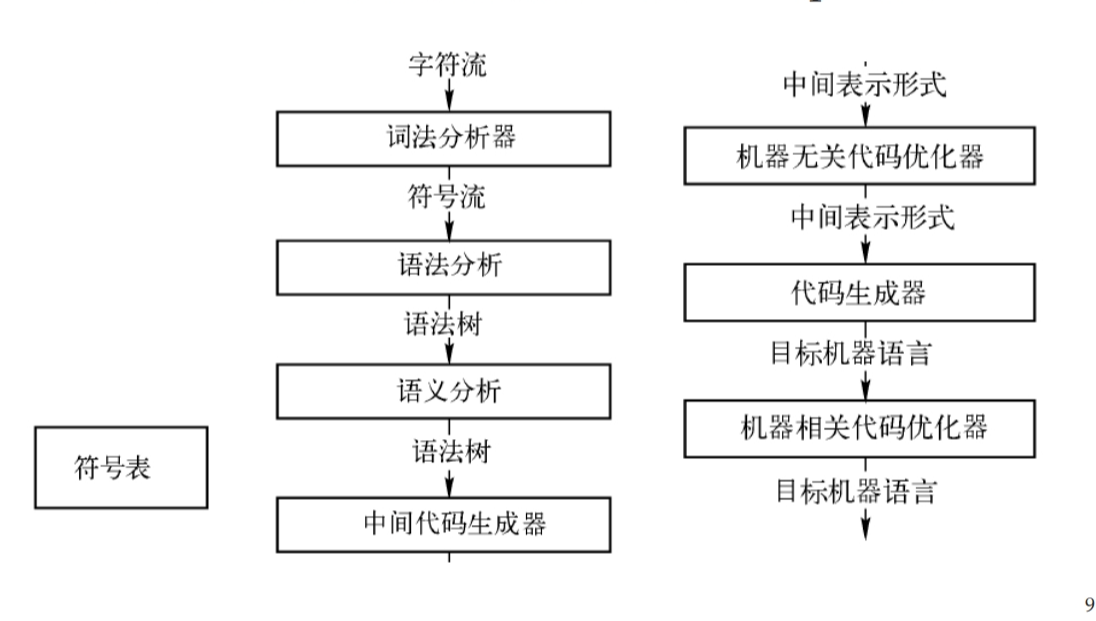 字符流
词法分析器
符号流
语法分析
语法树
语义分析
语法树
中间代码生成器
符号表
中间表示形式
机器无关代码优化器
中间表示形式
代码生成器
目标机器语言
机器相关代码优化器
目标机器语言
9